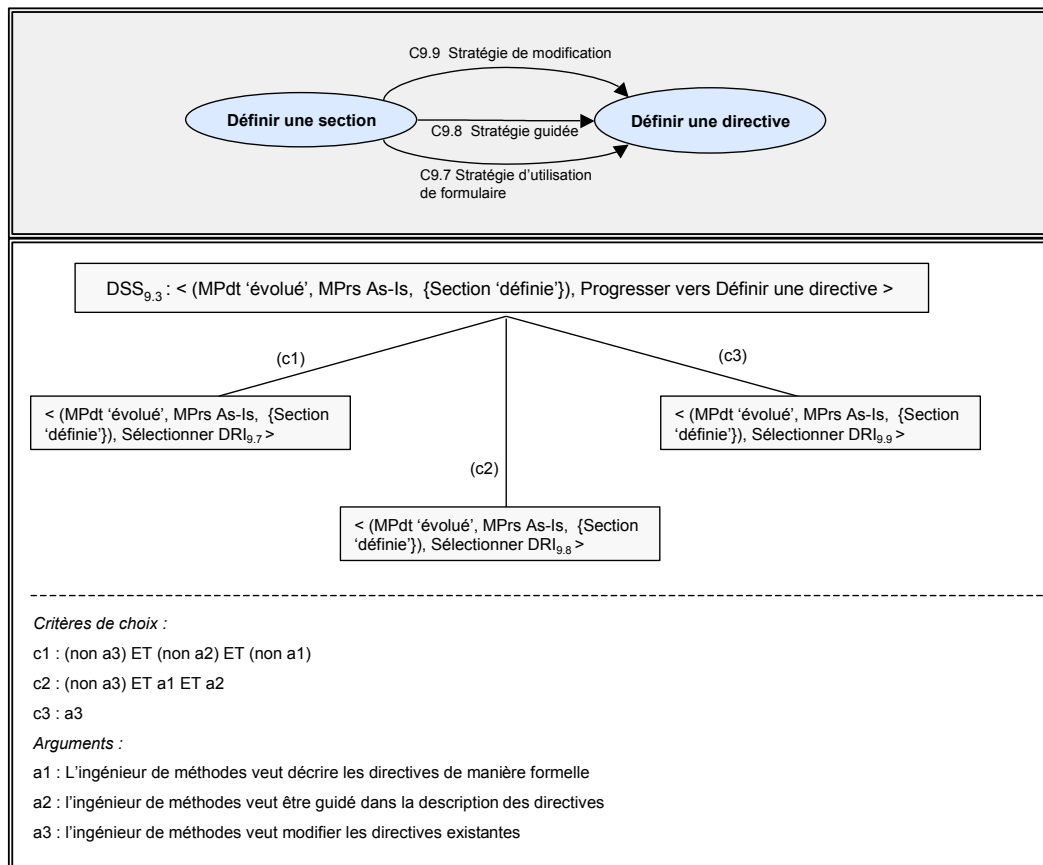 C9.9 Stratégie de modification
Définir une section
C9.8 Stratégie guidée
Définir une directive
C9.7 Stratégie d’utilisation
de formulaire
DSS9.3 : < (MPdt ‘évolué’, MPrs As-Is, {Section ‘définie’}), Progresser vers Définir une directive >
(c1)
(c3)
< (MPdt ‘évolué’, MPrs As-Is, {Section
‘définie’}), Sélectionner DRI9.7 >
< (MPdt ‘évolué’, MPrs As-Is, {Section
‘définie’}), Sélectionner DRI9.9 >
(c2)
< (MPdt ‘évolué’, MPrs As-Is, {Section
‘définie’}), Sélectionner DRI9.8 >
Critères de choix :
c1 : (non a3) ET (non a2) ET (non a1)
c2 : (non a3) ET a1 ET a2
c3 : a3
Arguments :
a1 : L’ingénieur de méthodes veut décrire les directives de manière formelle
a2 : l’ingénieur de méthodes veut être guidé dans la description des directives
a3 : l’ingénieur de méthodes veut modifier les directives existantes